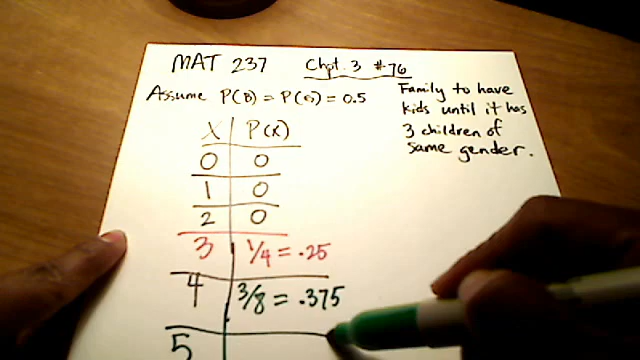 MAT 237 Chpt. 3 #76
Assume P(B) = P(G) = 0.5
Family to have
kids until it has
3 children of
same gender.
X P(X)
0 0
1 0
2 0
3 1/4 = .25
4 3/8 = .375
5